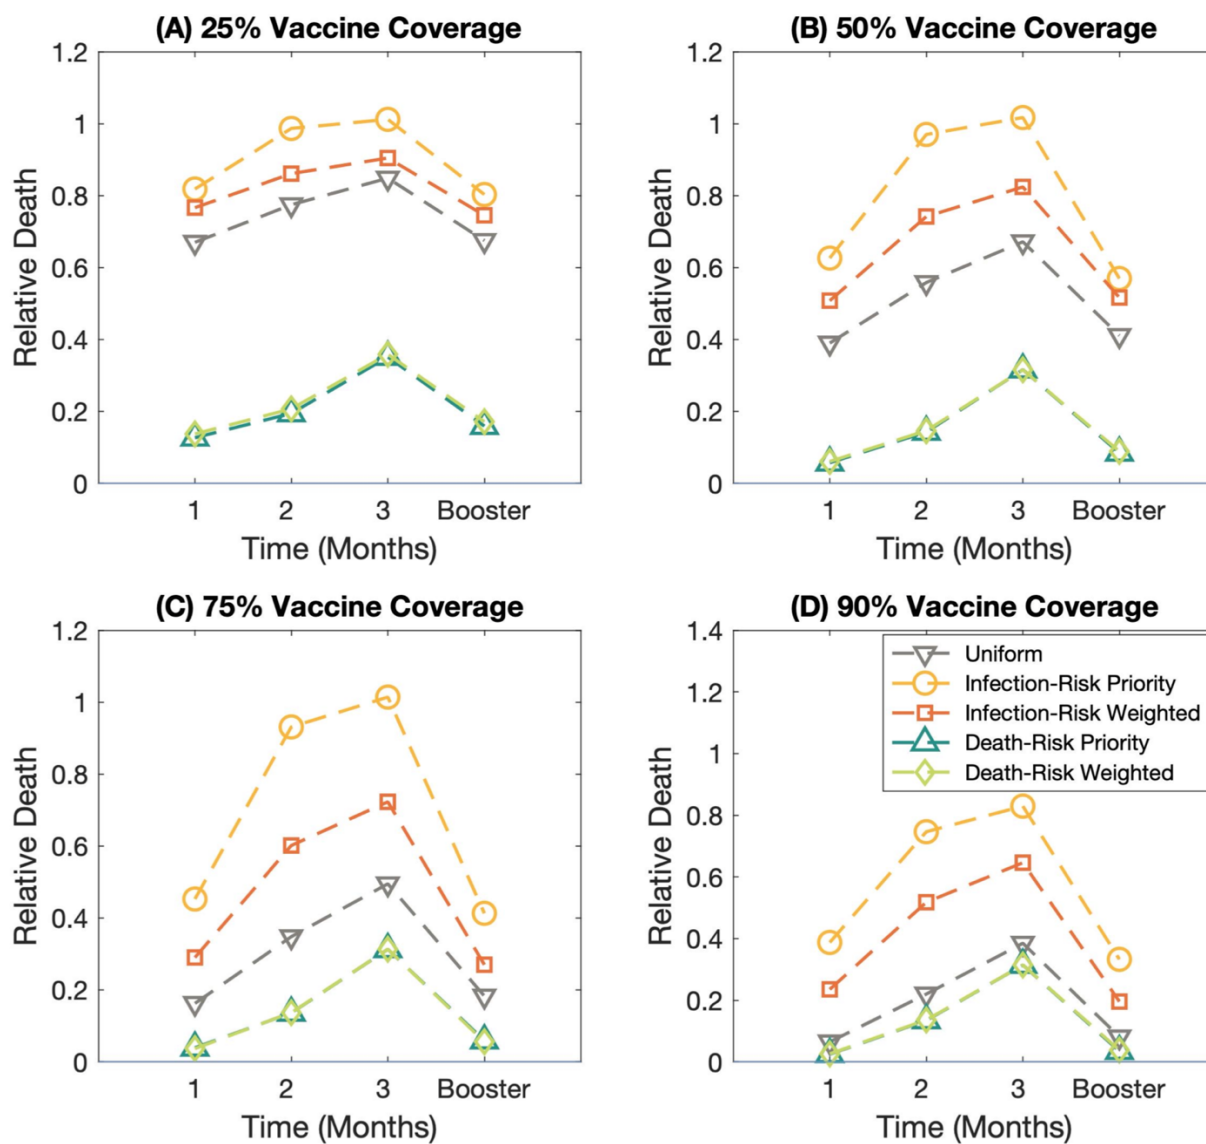 (A) 25% Vaccine Coverage
1.2
1
0.8
0.6
0.4
0.2
0
Relative Death
1 2 3 Booster
Time (Months)
(B) 50% Vaccine Coverage
1.2
1
0.8
0.6
0.4
0.2
0
Relative Death
1 2 3 Booster
Time (Months)
(C) 75% Vaccine Coverage
1.2
1
0.8
0.6
0.4
0.2
0
Relative Death
1 2 3 Booster
Time (Months)
(D) 90% Vaccine Coverage
1.4
1.2
1
0.8
0.6
0.4
0.2
0
Relative Death
Uniform
Infection-Risk Priority
Infection-Risk Weighted
Death-Risk Priority
Death-Risk Weighted
1 2 3 Booster
Time (Months)